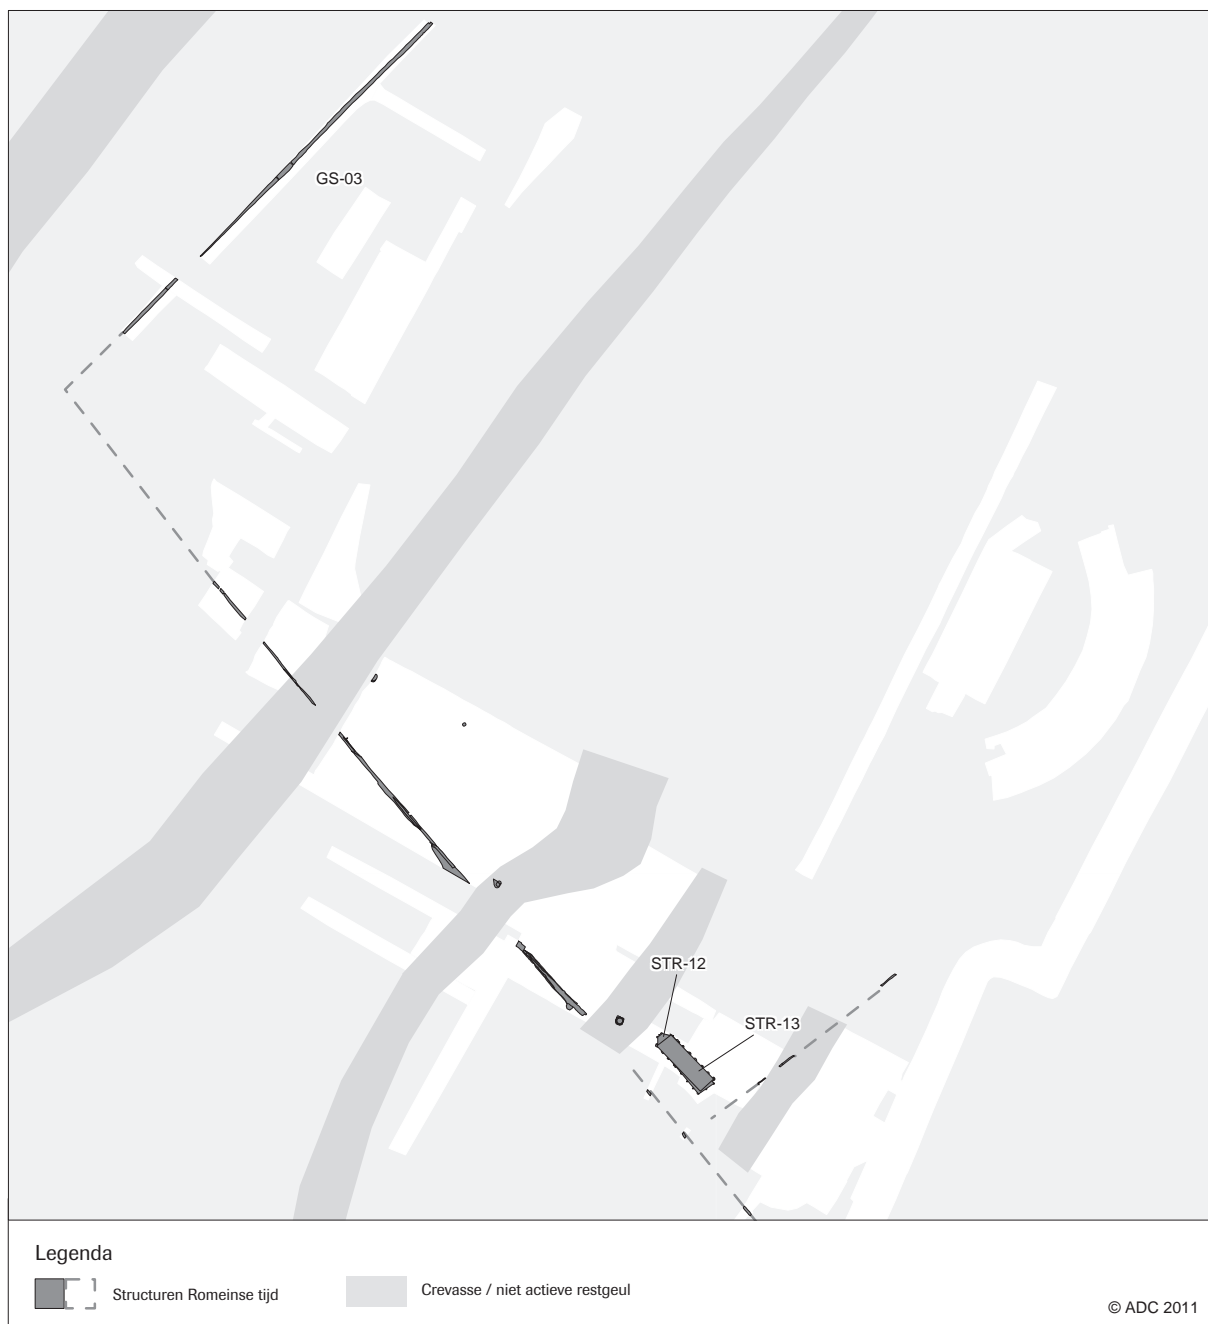 GS-03
STR-12
STR-13
Legenda
Structuren Romeinse tijd
Crevasse / niet actieve restgeul
© ADC 2011